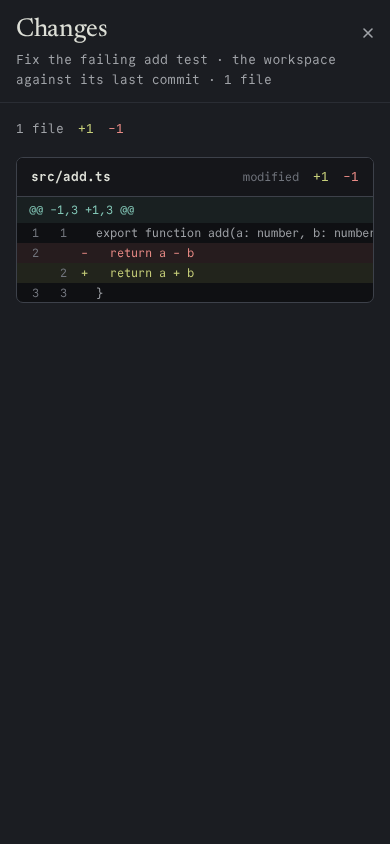 Changes
×
Fix the failing add test · the workspace
against its last commit · 1 file
1 file +1 −1
src/add.ts modified +1 −1
@@ -1,3 +1,3 @@
1 1 export function add(a: number, b: number
2 - return a - b
2 + return a + b
3 3 }